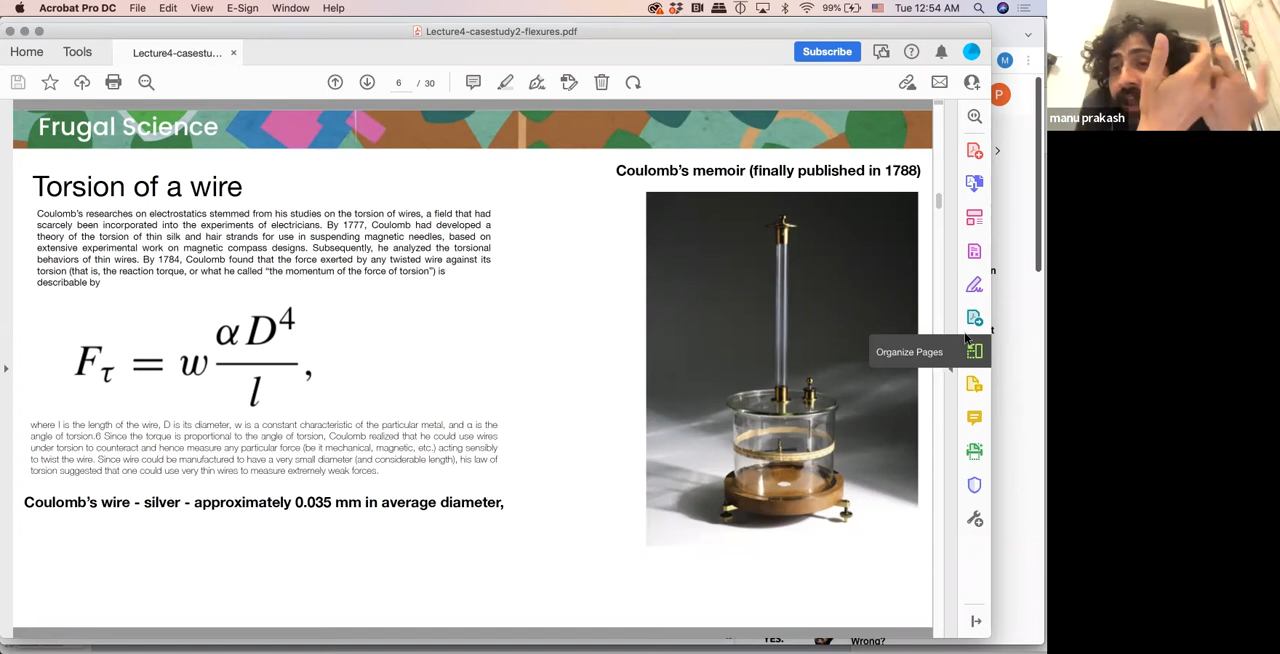 Acrobat Pro DC File Edit View E-Sign Window Help
99% Tue 12:54 AM
Lecture4-casestudy2-flexures.pdf
Home Tools Lecture4-casestu... ×
Subscribe
6 / 30
M
P
manu prakash
Frugal Science
Torsion of a wire
Coulomb's memoir (finally published in 1788)
Coulomb's researches on electrostatics stemmed from his studies on the torsion of wires, a field that had
scarcely been incorporated into the experiments of electricians. By 1777, Coulomb had developed a
theory of the torsion of thin silk and hair strands for use in suspending magnetic needles, based on
extensive experimental work on magnetic compass designs. Subsequently, he analyzed the torsional
behaviors of thin wires. By 1784, Coulomb found that the force exerted by any twisted wire against its
torsion (that is, the reaction torque, or what he called “the momentum of the force of torsion”) is
describable by
F_τ = w αD^4 / l ,
Organize Pages
where l is the length of the wire, D is its diameter, w is a constant characteristic of the particular metal, and α is the
angle of torsion.6 Since the torque is proportional to the angle of torsion, Coulomb realized that he could use wires
under torsion to counteract and hence measure any particular force (be it mechanical, magnetic, etc.) acting sensibly
to twist the wire. Since wire could be manufactured to have a very small diameter (and considerable length), his law of
torsion suggested that one could use very thin wires to measure extremely weak forces.
Coulomb's wire - silver - approximately 0.035 mm in average diameter,
YES. Wrong?